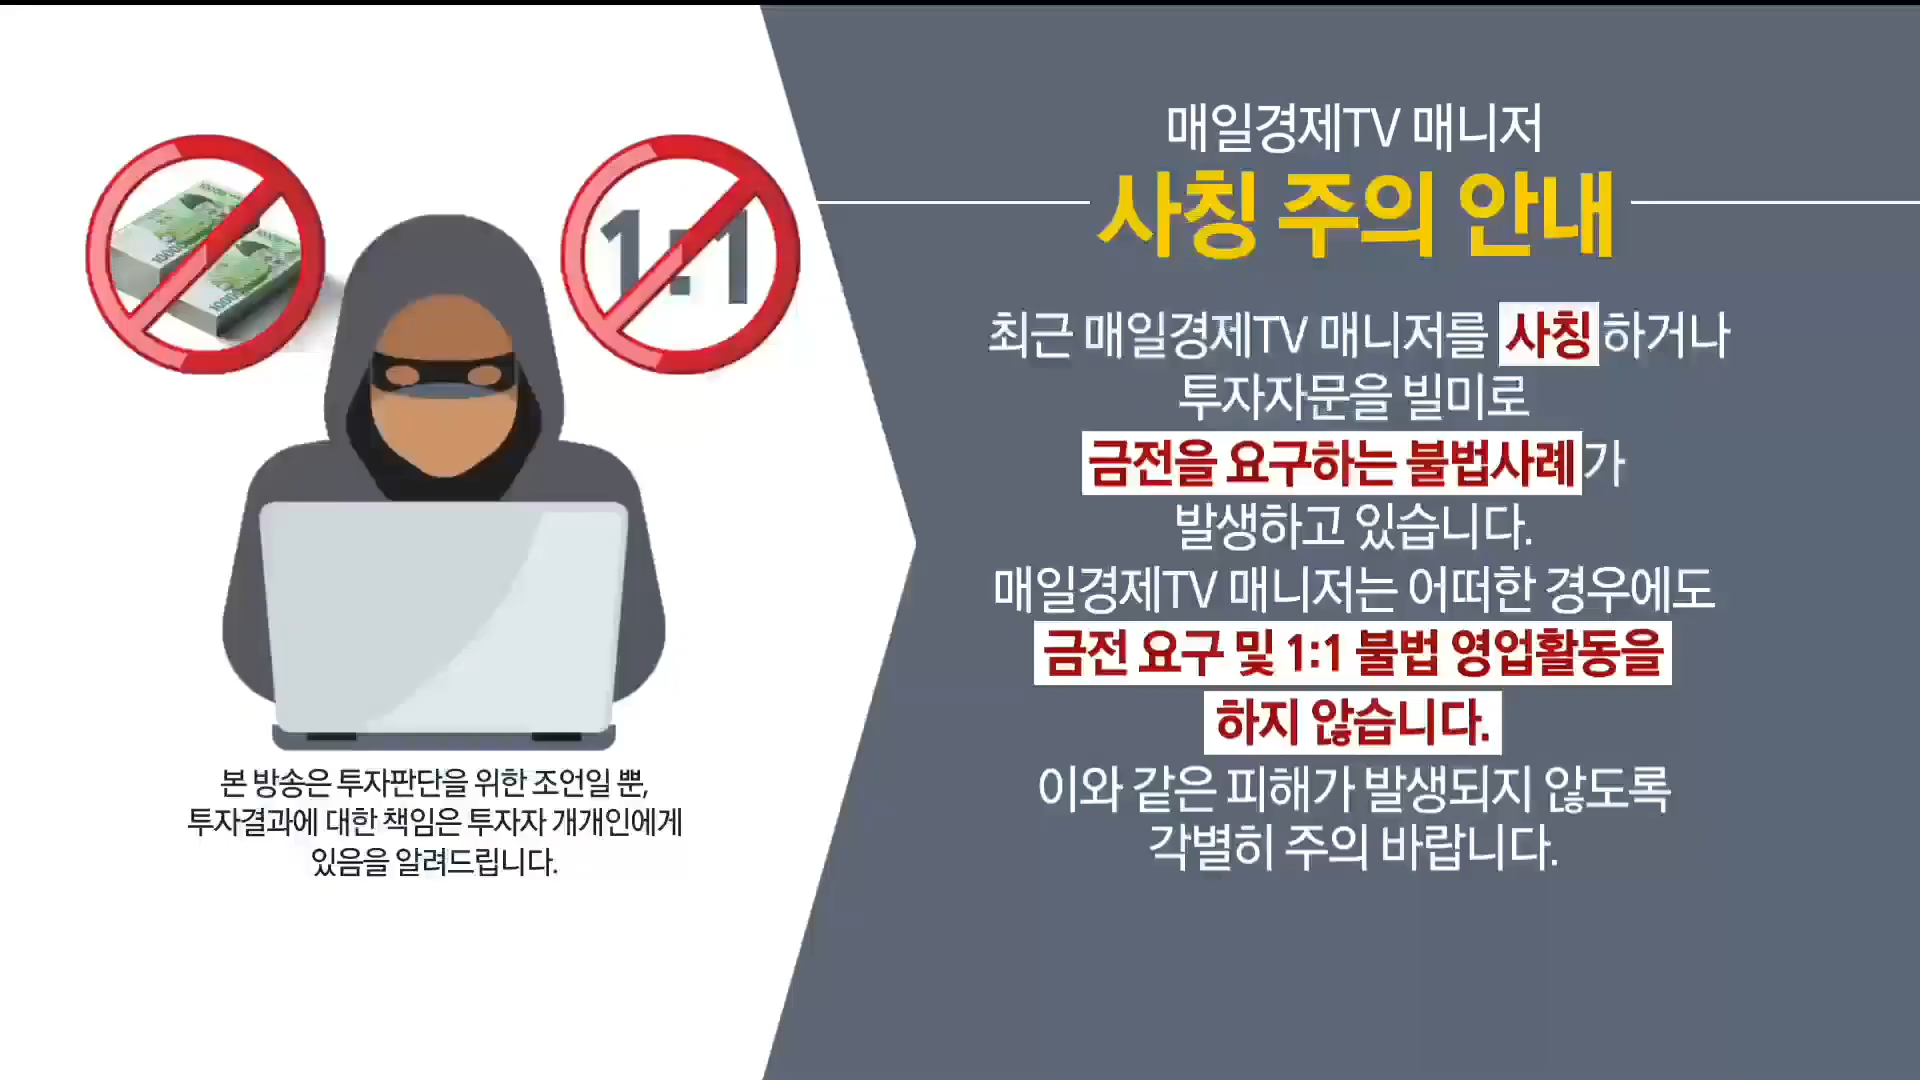 1:1
본 방송은 투자판단을 위한 조언일 뿐,
투자결과에 대한 책임은 투자자 개개인에게
있음을 알려드립니다.
매일경제TV 매니저
사칭 주의 안내
최근 매일경제TV 매니저를 사칭하거나
투자자문을 빌미로
금전을 요구하는 불법사례가
발생하고 있습니다.
매일경제TV 매니저는 어떠한 경우에도
금전 요구 및 1:1 불법 영업활동을
하지 않습니다.
이와 같은 피해가 발생되지 않도록
각별히 주의 바랍니다.